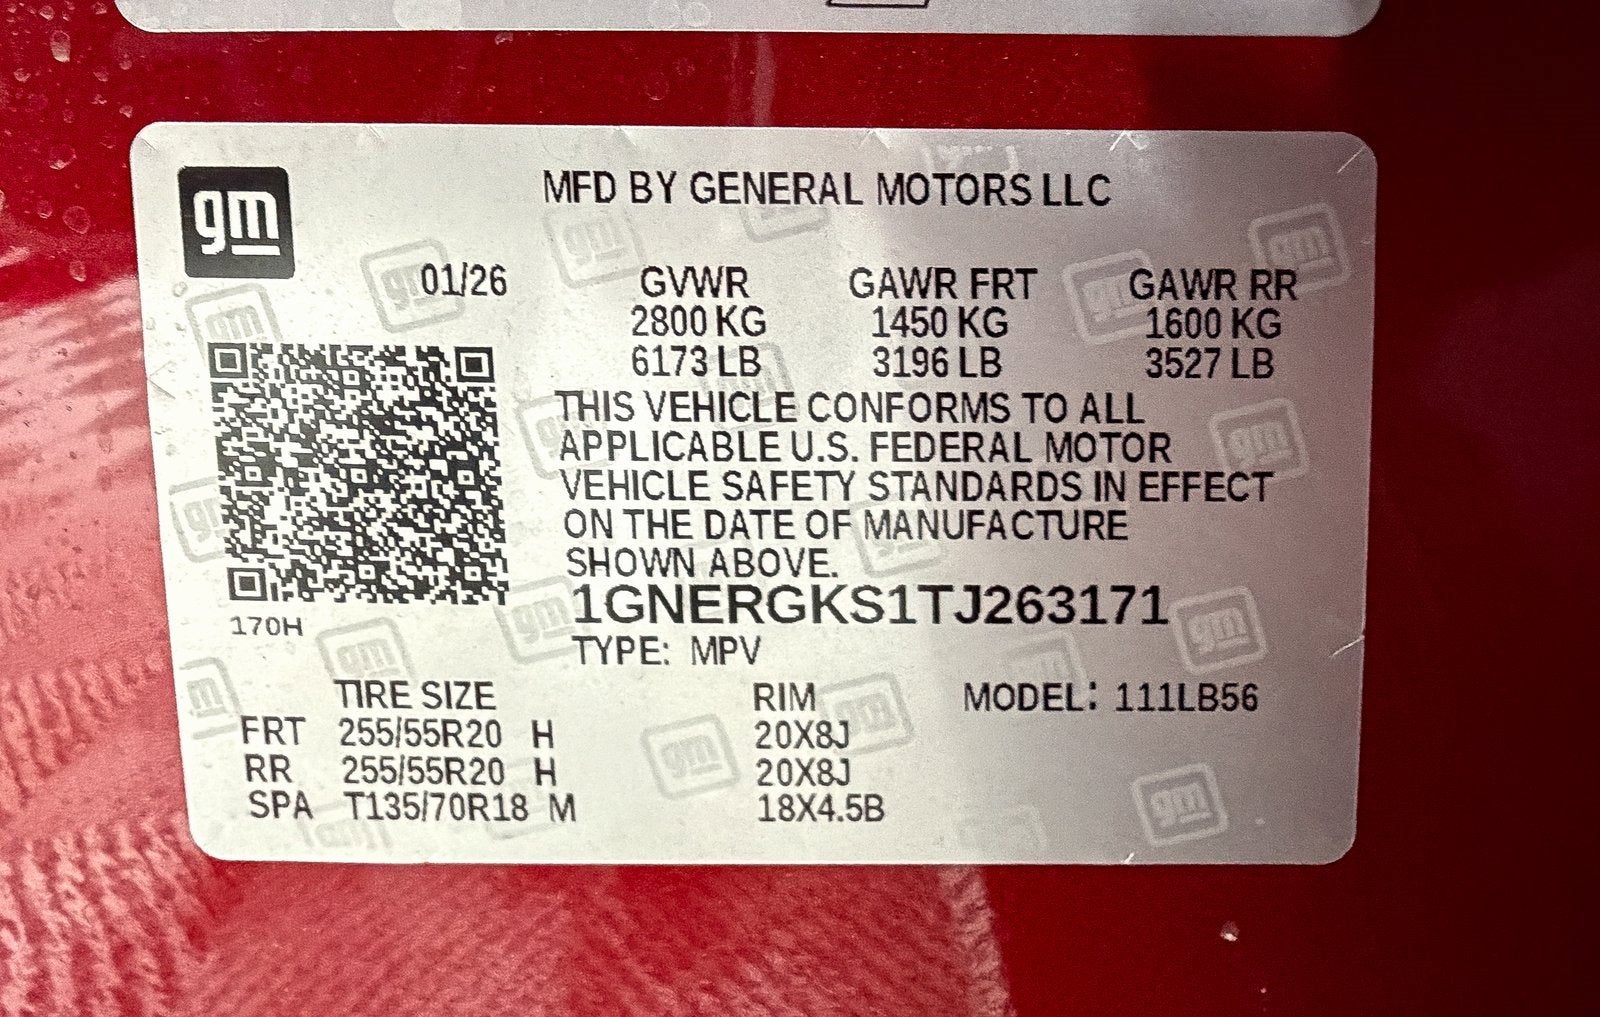 gm
MFD BY GENERAL MOTORS LLC
01/26 GVWR GAWR FRT GAWR RR
2800 KG 1450 KG 1600 KG
6173 LB 3196 LB 3527 LB
THIS VEHICLE CONFORMS TO ALL
APPLICABLE U.S. FEDERAL MOTOR
VEHICLE SAFETY STANDARDS IN EFFECT
ON THE DATE OF MANUFACTURE
SHOWN ABOVE.
1GNERGKS1TJ263171
170H
TYPE: MPV
TIRE SIZE RIM MODEL: 111LB56
FRT 255/55R20 H 20X8J
RR 255/55R20 H 20X8J
SPA T135/70R18 M 18X4.5B